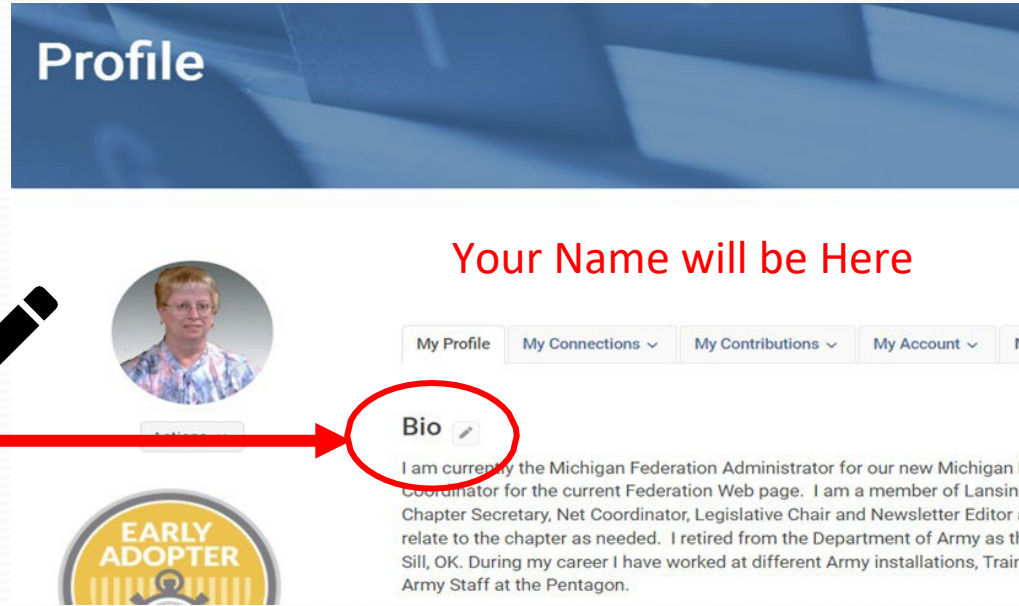 Profile
Your Name will be Here
My Profile My Connections My Contributions My Account
Bio
I am currently the Michigan Federation Administrator for our new Michigan
Coordinator for the current Federation Web page. I am a member of Lansin
Chapter Secretary, Net Coordinator, Legislative Chair and Newsletter Editor
relate to the chapter as needed. I retired from the Department of Army as th
Sill, OK. During my career I have worked at different Army installations, Train
Army Staff at the Pentagon.
EARLY
ADOPTER